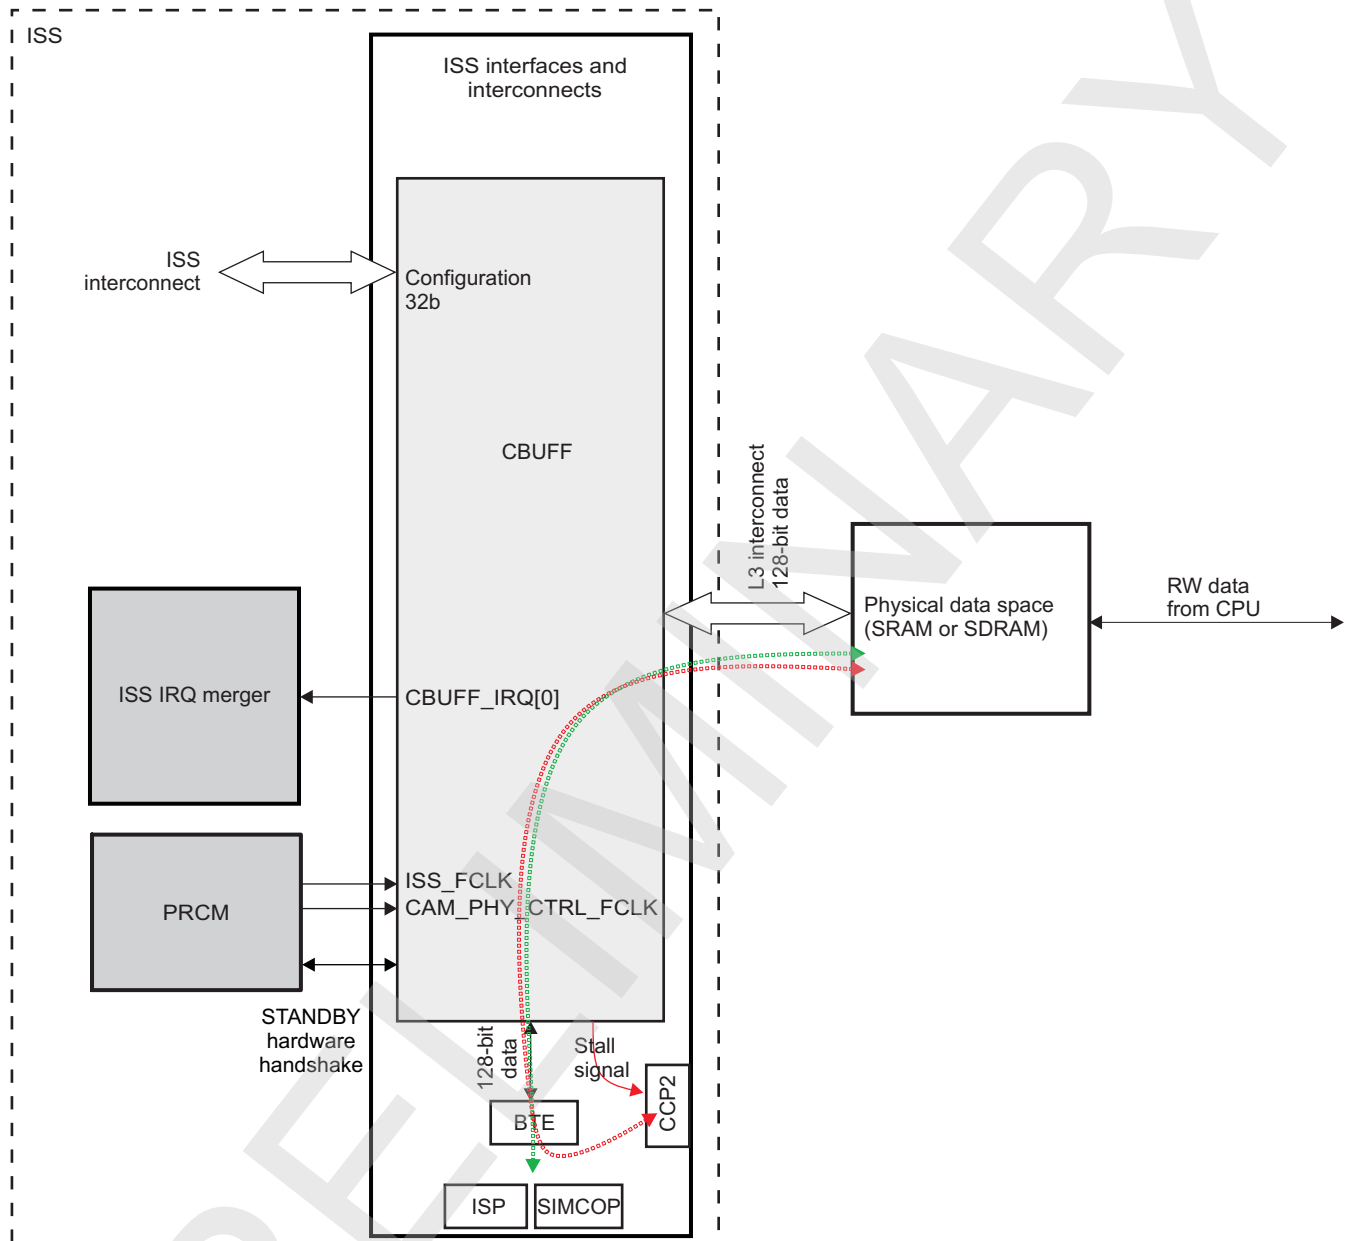 ISS
ISS interfaces and
interconnects
ISS
interconnect
Configuration
32b
CBUFF
L3 interconnect
128-bit data
Physical data space
(SRAM or SDRAM)
RW data
from CPU
ISS IRQ merger
CBUFF_IRQ[0]
PRCM
ISS_FCLK
CAM_PHY_CTRL_FCLK
STANDBY
hardware
handshake
128-bit
data
Stall
signal
BTE
CCP2
ISP
SIMCOP
PRELIMINARY